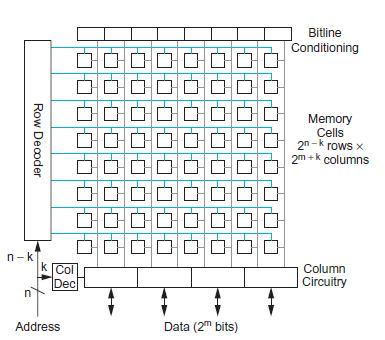 Bitline
Conditioning
Row Decoder
Memory
Cells
2ⁿ⁻ᵏ rows ×
2ᵐ⁺ᵏ columns
n – k
k
Col
Dec
n
Column
Circuitry
Address
Data (2ᵐ bits)